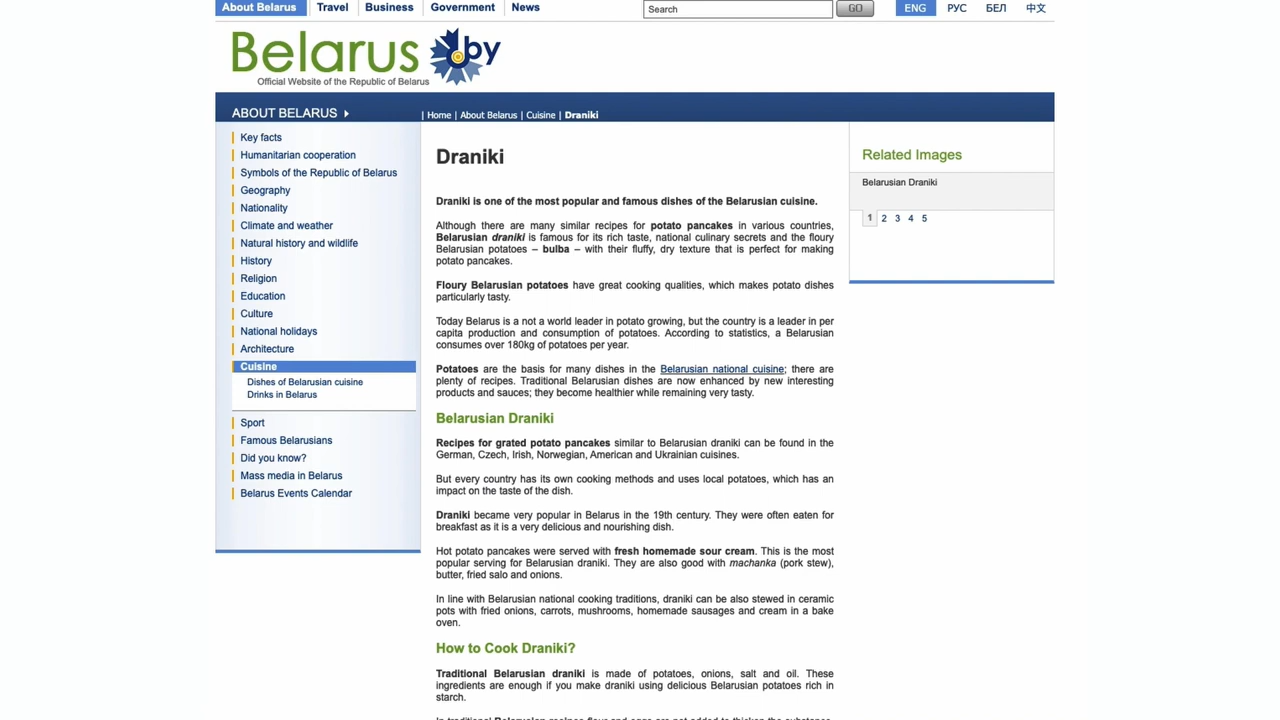 About Belarus Travel Business Government News Search GO ENG РУС БЕЛ 中文
Belarus.by
Official Website of the Republic of Belarus
ABOUT BELARUS
| Home | About Belarus | Cuisine | Draniki
Key facts
Humanitarian cooperation
Symbols of the Republic of Belarus
Geography
Nationality
Climate and weather
Natural history and wildlife
History
Religion
Education
Culture
National holidays
Architecture
Cuisine
Dishes of Belarusian cuisine
Drinks in Belarus
Sport
Famous Belarusians
Did you know?
Mass media in Belarus
Belarus Events Calendar
Draniki
Draniki is one of the most popular and famous dishes of the Belarusian cuisine.
Although there are many similar recipes for potato pancakes in various countries,
Belarusian draniki is famous for its rich taste, national culinary secrets and the floury
Belarusian potatoes – bulba – with their fluffy, dry texture that is perfect for making
potato pancakes.
Floury Belarusian potatoes have great cooking qualities, which makes potato dishes
particularly tasty.
Today Belarus is a not a world leader in potato growing, but the country is a leader in per
capita production and consumption of potatoes. According to statistics, a Belarusian
consumes over 180kg of potatoes per year.
Potatoes are the basis for many dishes in the Belarusian national cuisine; there are
plenty of recipes. Traditional Belarusian dishes are now enhanced by new interesting
products and sauces; they become healthier while remaining very tasty.
Belarusian Draniki
Recipes for grated potato pancakes similar to Belarusian draniki can be found in the
German, Czech, Irish, Norwegian, American and Ukrainian cuisines.
But every country has its own cooking methods and uses local potatoes, which has an
impact on the taste of the dish.
Draniki became very popular in Belarus in the 19th century. They were often eaten for
breakfast as it is a very delicious and nourishing dish.
Hot potato pancakes were served with fresh homemade sour cream. This is the most
popular serving for Belarusian draniki. They are also good with machanka (pork stew),
butter, fried salo and onions.
In line with Belarusian national cooking traditions, draniki can be also stewed in ceramic
pots with fried onions, carrots, mushrooms, homemade sausages and cream in a bake
oven.
How to Cook Draniki?
Traditional Belarusian draniki is made of potatoes, onions, salt and oil. These
ingredients are enough if you make draniki using delicious Belarusian potatoes rich in
starch.
In traditional Belarusian recipes flour and eggs are not added to thicken the substance,
Related Images
Belarusian Draniki
1 2 3 4 5